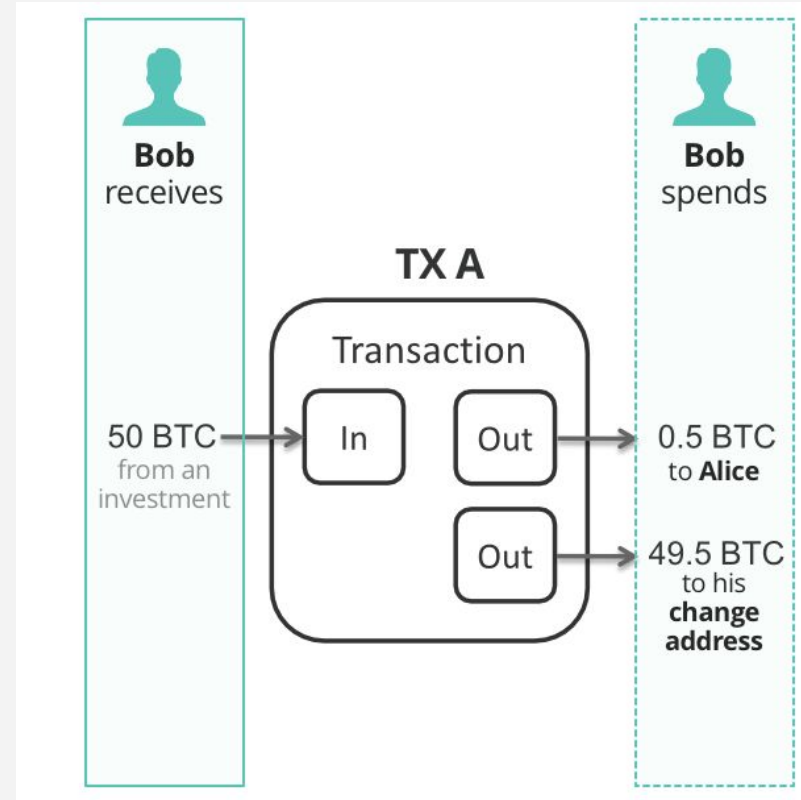 Bob
receives
Bob
spends
TX A
Transaction
50 BTC
from an
investment
In
Out
0.5 BTC
to Alice
Out
49.5 BTC
to his
change
address